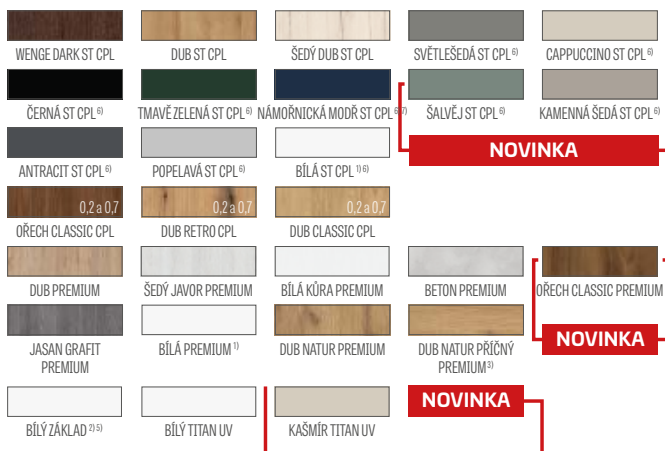 WENGE DARK ST CPL
DUB ST CPL
ŠEDÝ DUB ST CPL
SVĚTLEŠEDÁ ST CPL 6)
CAPPUCCINO ST CPL 6)
ČERNÁ ST CPL 6)
TMAVĚ ZELENÁ ST CPL 6)
NÁMOŘNICKÁ MODŘ ST CPL 6) 7)
ŠALVĚJ ST CPL 6)
KAMENNÁ ŠEDÁ ST CPL 6)
NOVINKA
ANTRACIT ST CPL 6)
POPELAVÁ ST CPL 6)
BÍLÁ ST CPL 1) 6)
0,2 a 0,7
0,2 a 0,7
0,2 a 0,7
OŘECH CLASSIC CPL
DUB RETRO CPL
DUB CLASSIC CPL
DUB PREMIUM
ŠEDÝ JAVOR PREMIUM
BÍLÁ KŮRA PREMIUM
BETON PREMIUM
OŘECH CLASSIC PREMIUM
NOVINKA
JASAN GRAFIT
PREMIUM
BÍLÁ PREMIUM 1)
DUB NATUR PREMIUM
DUB NATUR PŘÍČNÝ
PREMIUM 3)
NOVINKA
BÍLÝ ZÁKLAD 2) 5)
BÍLÝ TITAN UV
KAŠMÍR TITAN UV